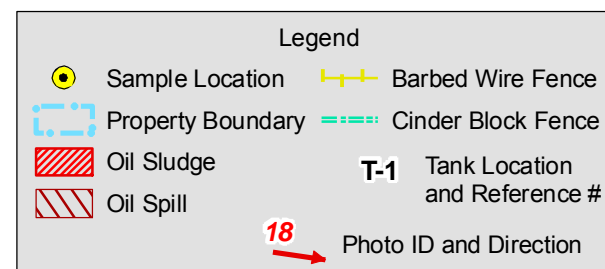 Legend
Sample Location
Barbed Wire Fence
Property Boundary
Cinder Block Fence
Oil Sludge
T-1
Tank Location
and Reference #
Oil Spill
18
Photo ID and Direction